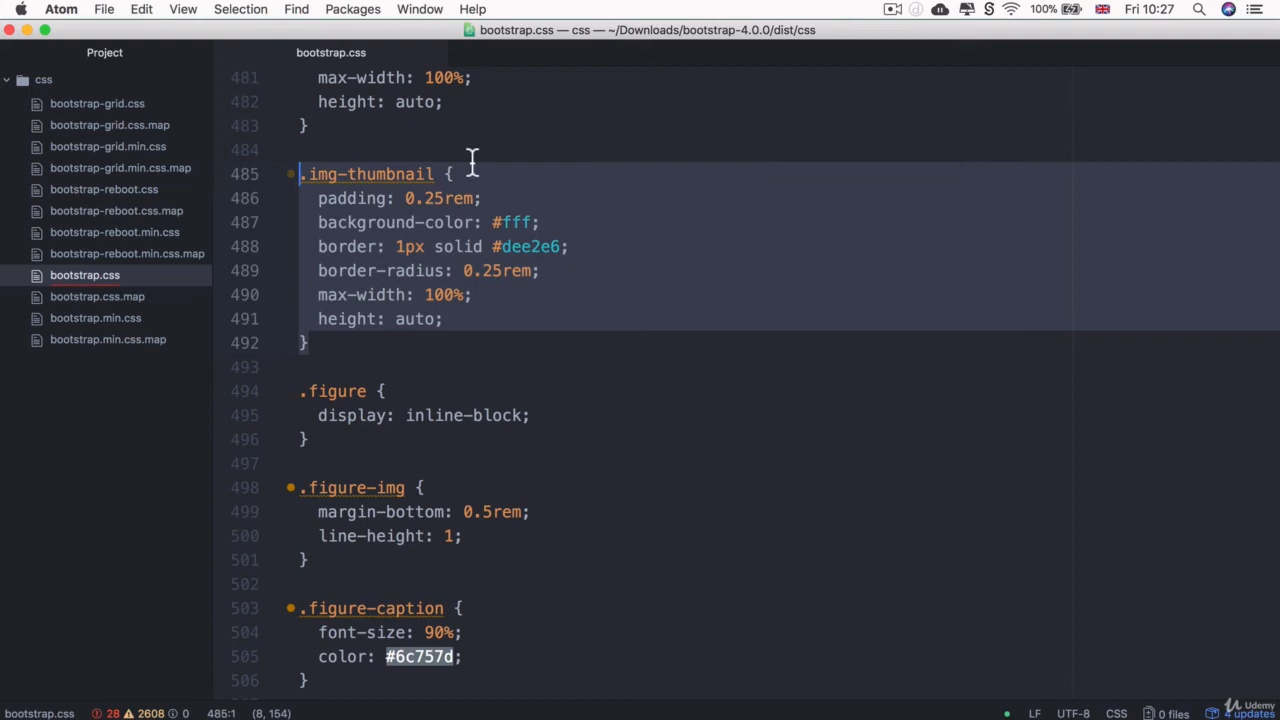 Atom File Edit View Selection Find Packages Window Help 100% Fri 10:27
bootstrap.css — css — ~/Downloads/bootstrap-4.0.0/dist/css
Project
bootstrap.css
css
bootstrap-grid.css
bootstrap-grid.css.map
bootstrap-grid.min.css
bootstrap-grid.min.css.map
bootstrap-reboot.css
bootstrap-reboot.css.map
bootstrap-reboot.min.css
bootstrap-reboot.min.css.map
bootstrap.css
bootstrap.css.map
bootstrap.min.css
bootstrap.min.css.map
481 max-width: 100%;
482 height: auto;
483 }
484
485 .img-thumbnail {
486 padding: 0.25rem;
487 background-color: #fff;
488 border: 1px solid #dee2e6;
489 border-radius: 0.25rem;
490 max-width: 100%;
491 height: auto;
492 }
493
494 .figure {
495 display: inline-block;
496 }
497
498 .figure-img {
499 margin-bottom: 0.5rem;
500 line-height: 1;
501 }
502
503 .figure-caption {
504 font-size: 90%;
505 color: #6c757d;
506 }
bootstrap.css 28 2608 0 485:1 (8, 154) LF UTF-8 CSS 0 files 4 updates
Udemy